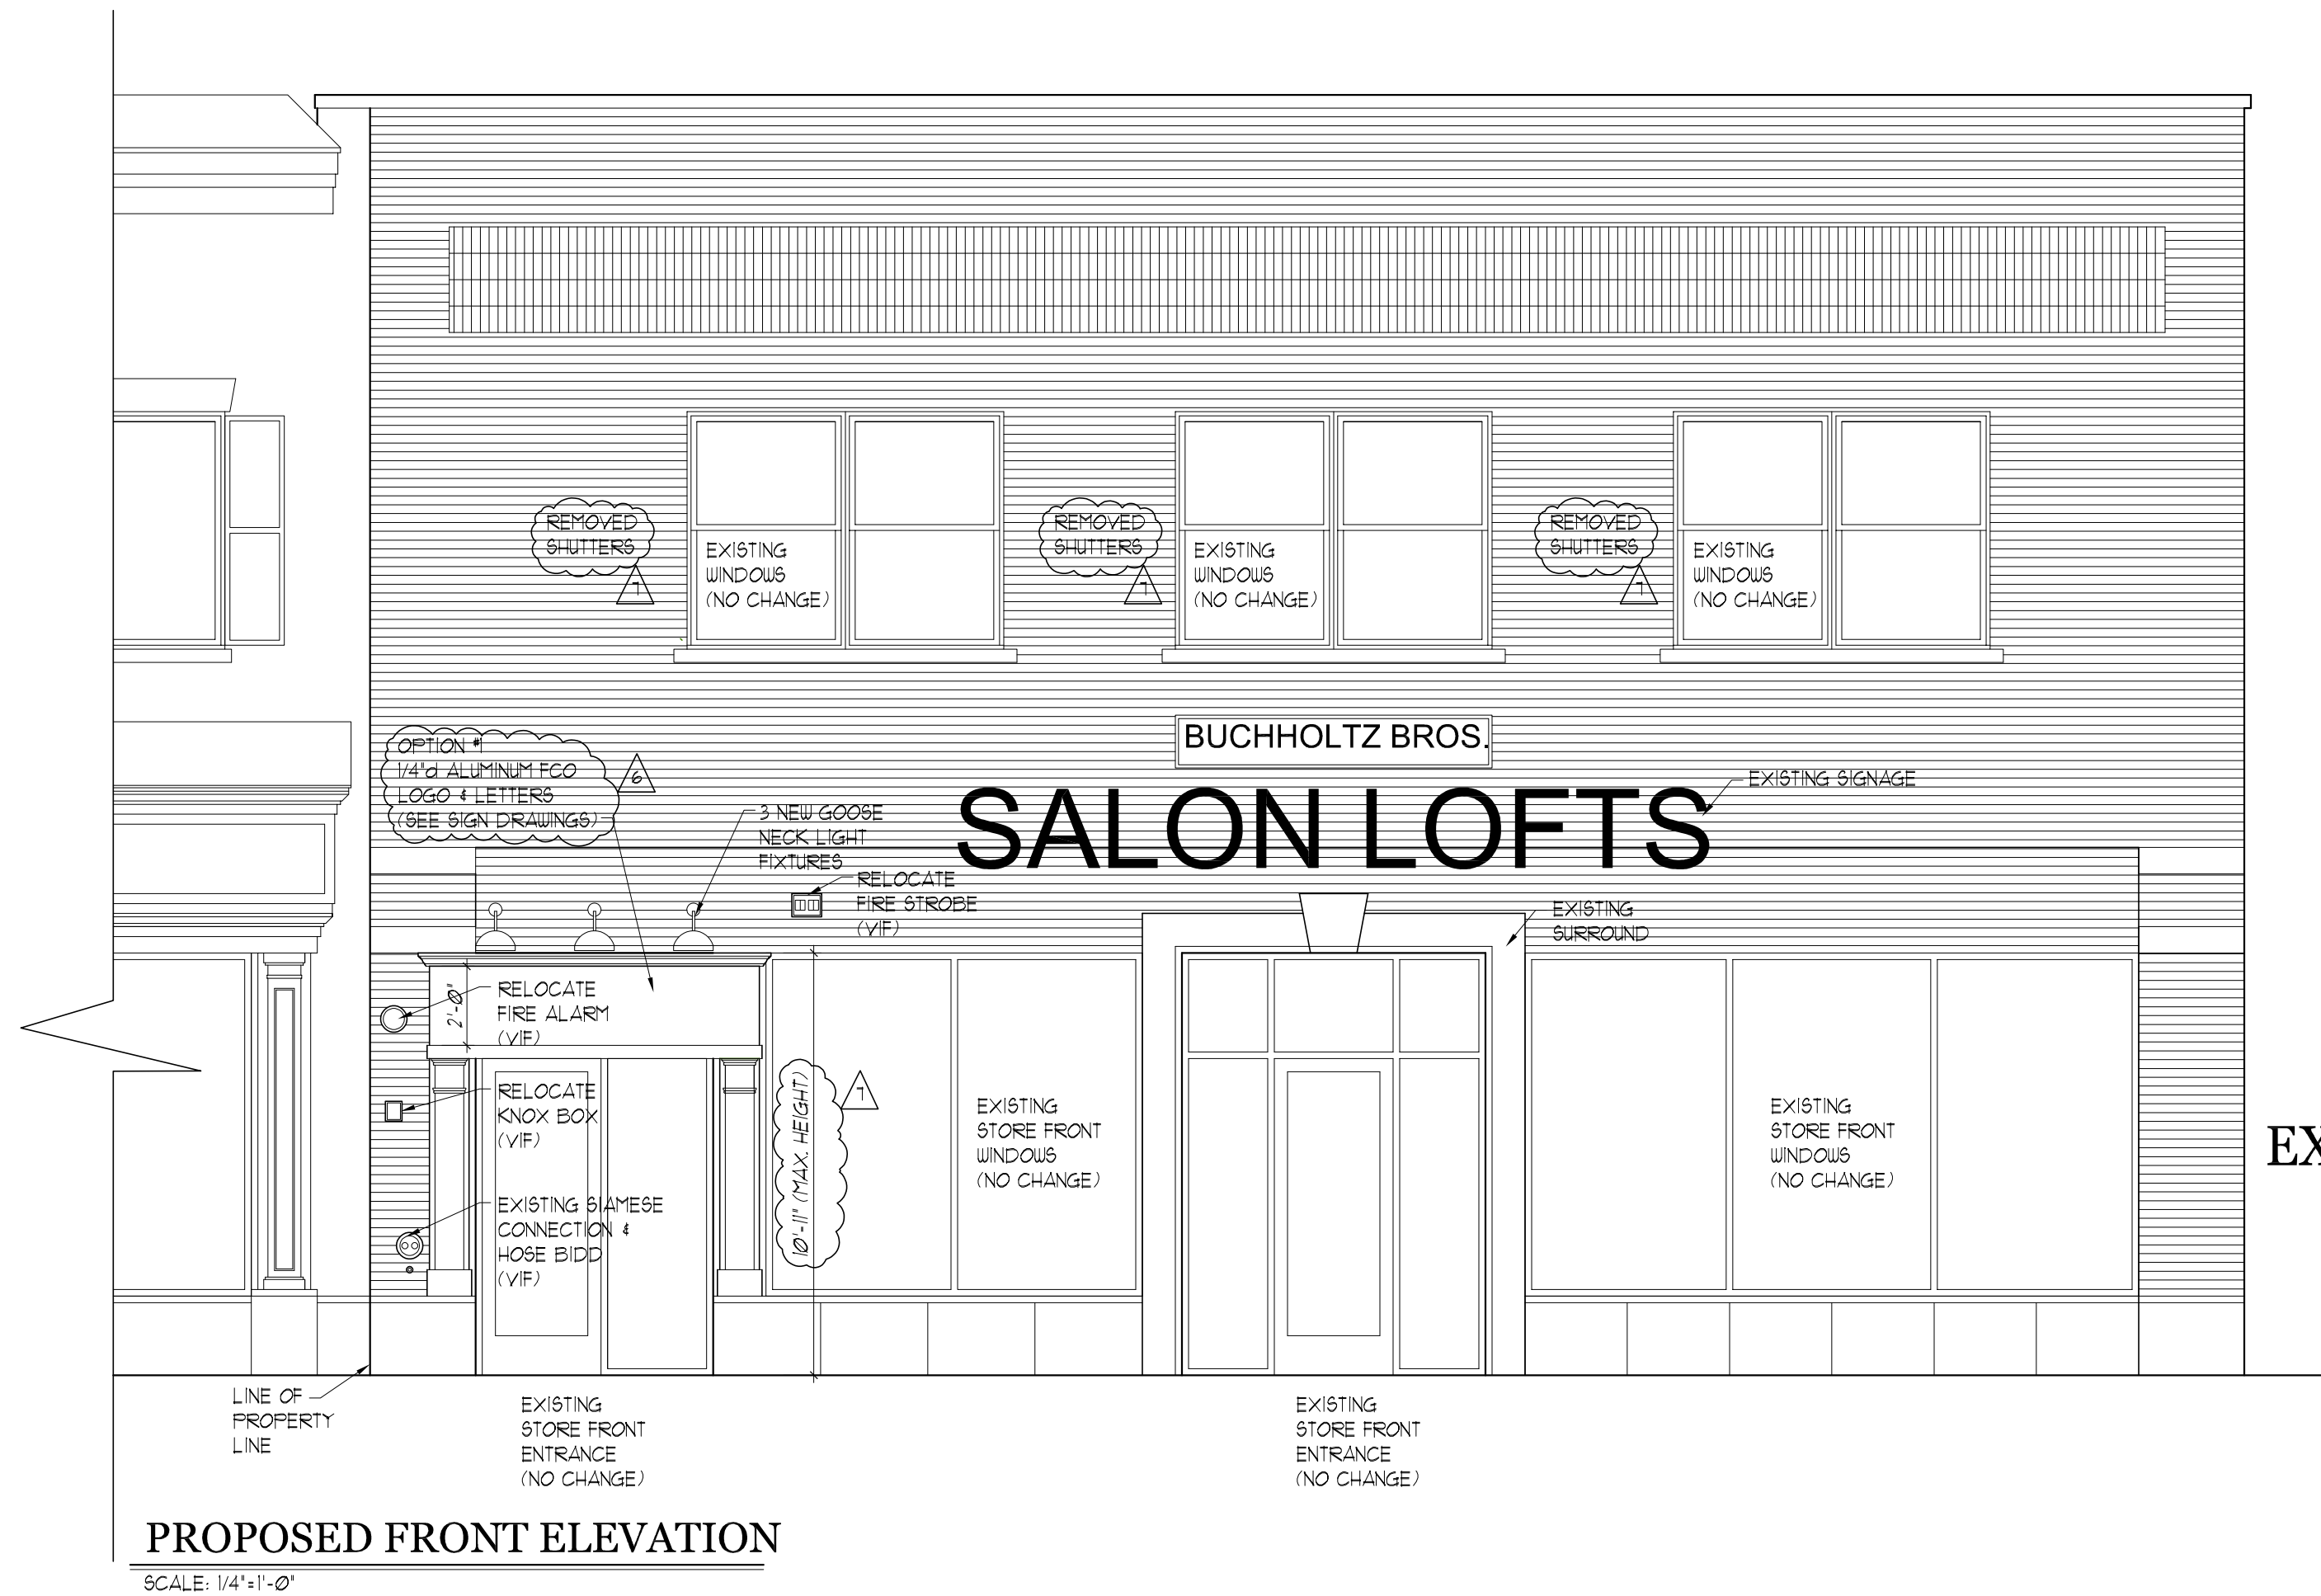 REMOVED
SHUTTERS
7
EXISTING
WINDOWS
(NO CHANGE)
REMOVED
SHUTTERS
7
EXISTING
WINDOWS
(NO CHANGE)
REMOVED
SHUTTERS
7
EXISTING
WINDOWS
(NO CHANGE)
BUCHHOLTZ BROS.
OPTION #1
1/4"d ALUMINUM FCO
LOGO & LETTERS
(SEE SIGN DRAWINGS)
6
EXISTING SIGNAGE
3 NEW GOOSE
NECK LIGHT
FIXTURES
SALON LOFTS
RELOCATE
FIRE STROBE
(VIF)
EXISTING
SURROUND
2'-0"
RELOCATE
FIRE ALARM
(VIF)
RELOCATE
KNOX BOX
(VIF)
10'-11" (MAX. HEIGHT)
7
EXISTING
STORE FRONT
WINDOWS
(NO CHANGE)
EXISTING
STORE FRONT
WINDOWS
(NO CHANGE)
EX
EXISTING SIAMESE
CONNECTION &
HOSE BIDD
(VIF)
LINE OF
PROPERTY
LINE
EXISTING
STORE FRONT
ENTRANCE
(NO CHANGE)
EXISTING
STORE FRONT
ENTRANCE
(NO CHANGE)
PROPOSED FRONT ELEVATION
SCALE: 1/4"=1'-0"